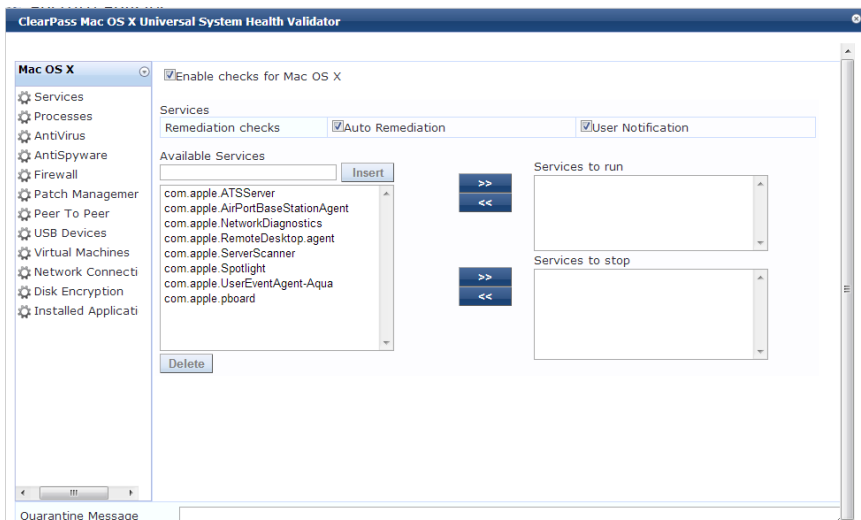 ClearPass Mac OS X Universal System Health Validator
Mac OS X
Enable checks for Mac OS X
Services
Processes
AntiVirus
AntiSpyware
Firewall
Patch Managemer
Peer To Peer
USB Devices
Virtual Machines
Network Connecti
Disk Encryption
Installed Applicati
Services
Remediation checks Auto Remediation User Notification
Available Services
Insert
com.apple.ATSServer
com.apple.AirPortBaseStationAgent
com.apple.NetworkDiagnostics
com.apple.RemoteDesktop.agent
com.apple.ServerScanner
com.apple.Spotlight
com.apple.UserEventAgent-Aqua
com.apple.pboard
Delete
>>
<<
Services to run
>>
<<
Services to stop
Quarantine Message